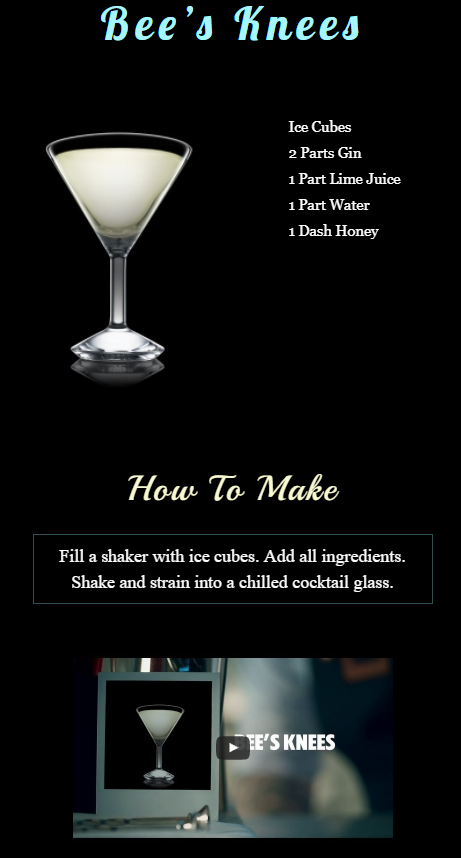 Bee's Knees
Ice Cubes
2 Parts Gin
1 Part Lime Juice
1 Part Water
1 Dash Honey
How To Make
Fill a shaker with ice cubes. Add all ingredients.
Shake and strain into a chilled cocktail glass.
BEE'S KNEES